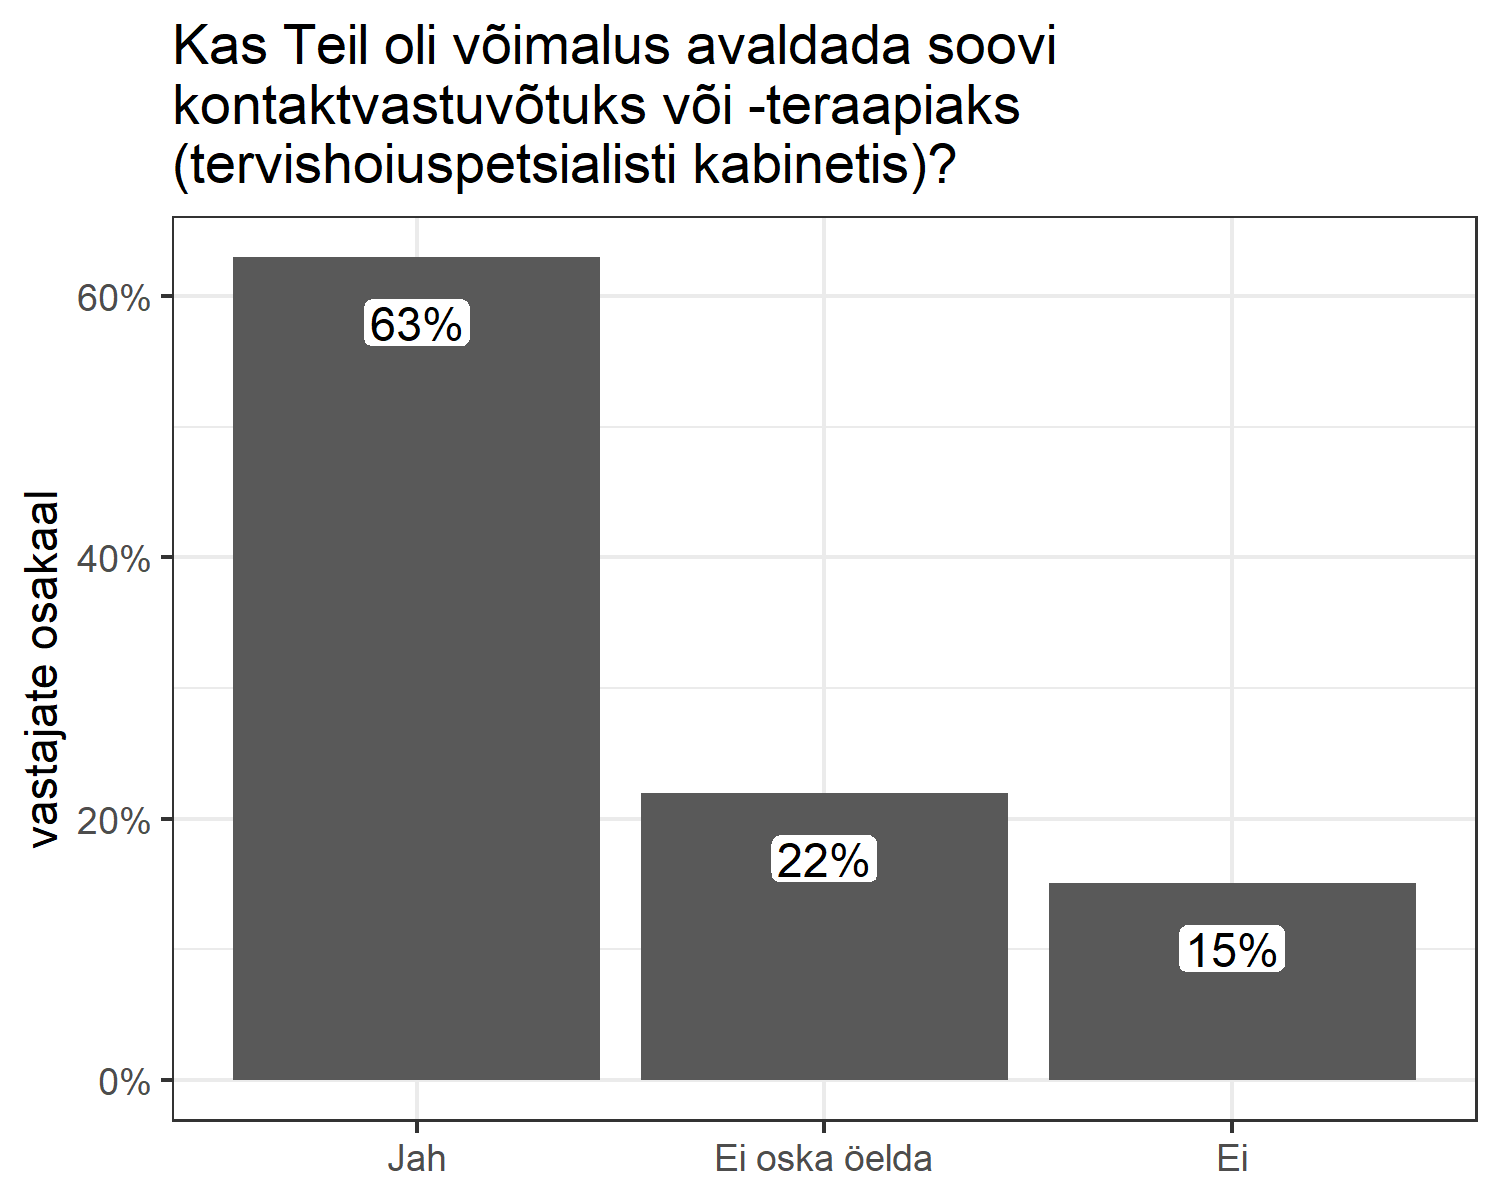 Kas Teil oli võimalus avaldada soovi
kontaktvastuvõtuks või -teraapiaks
(tervishoiuspetsialisti kabinetis)?
vastajate osakaal
60%
40%
20%
0%
63%
22%
15%
Jah
Ei oska öelda
Ei